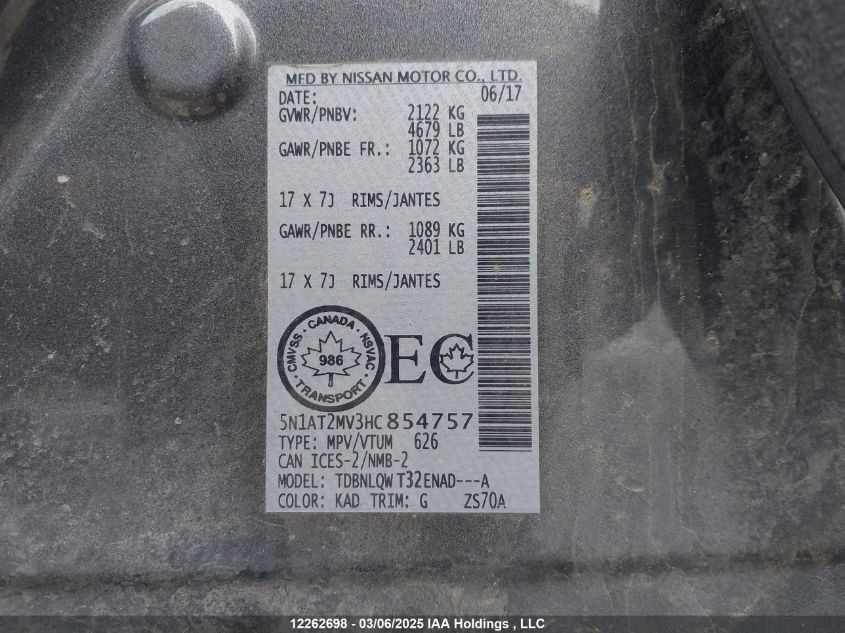 MFD BY NISSAN MOTOR CO., LTD.
DATE: 06/17
GVWR/PNBV: 2122 KG
4679 LB
GAWR/PNBE FR.: 1072 KG
2363 LB
17 X 7J RIMS/JANTES
GAWR/PNBE RR.: 1089 KG
2401 LB
17 X 7J RIMS/JANTES
CANADA · NSVAC · TRANSPORT · CMVSS ·
986
EC
5N1AT2MV3HC854757
TYPE: MPV/VTUM 626
CAN ICES-2/NMB-2
MODEL: TDBNLQW T32ENAD---A
COLOR: KAD TRIM: G ZS70A
12262698 - 03/06/2025 IAA Holdings , LLC